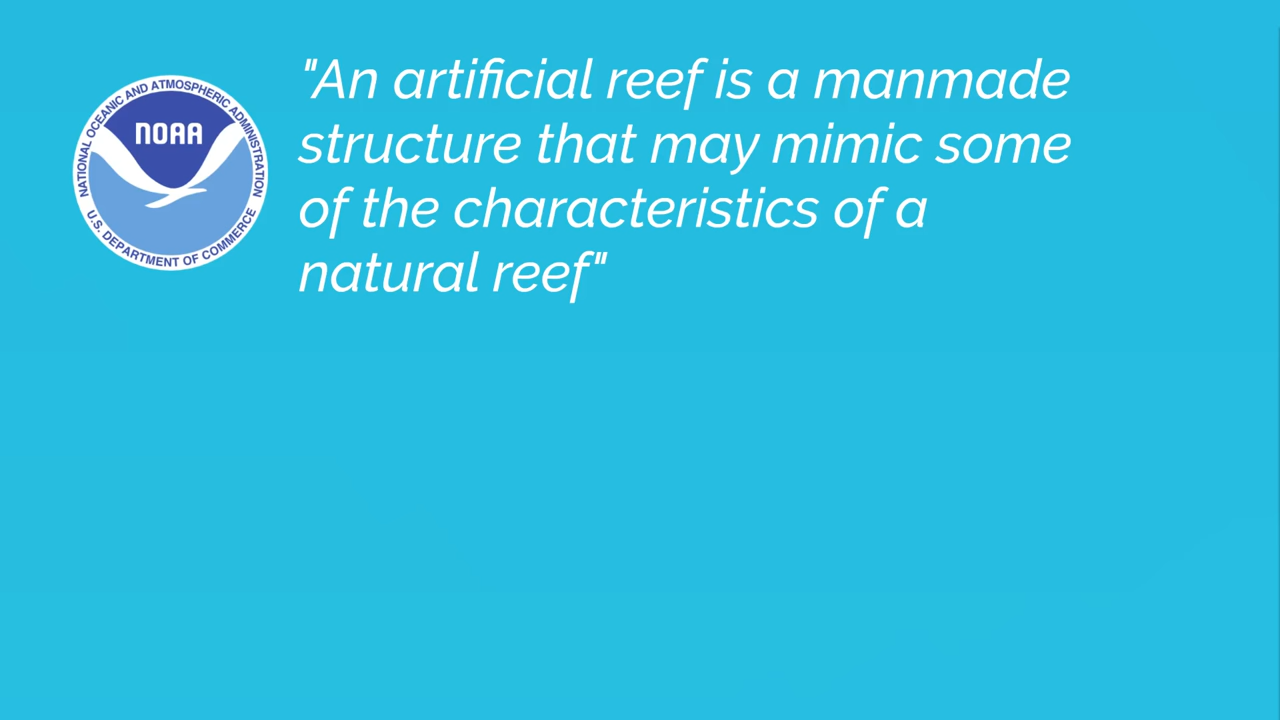 NATIONAL OCEANIC AND ATMOSPHERIC ADMINISTRATION
NOAA
U.S. DEPARTMENT OF COMMERCE
"An artificial reef is a manmade
structure that may mimic some
of the characteristics of a
natural reef"